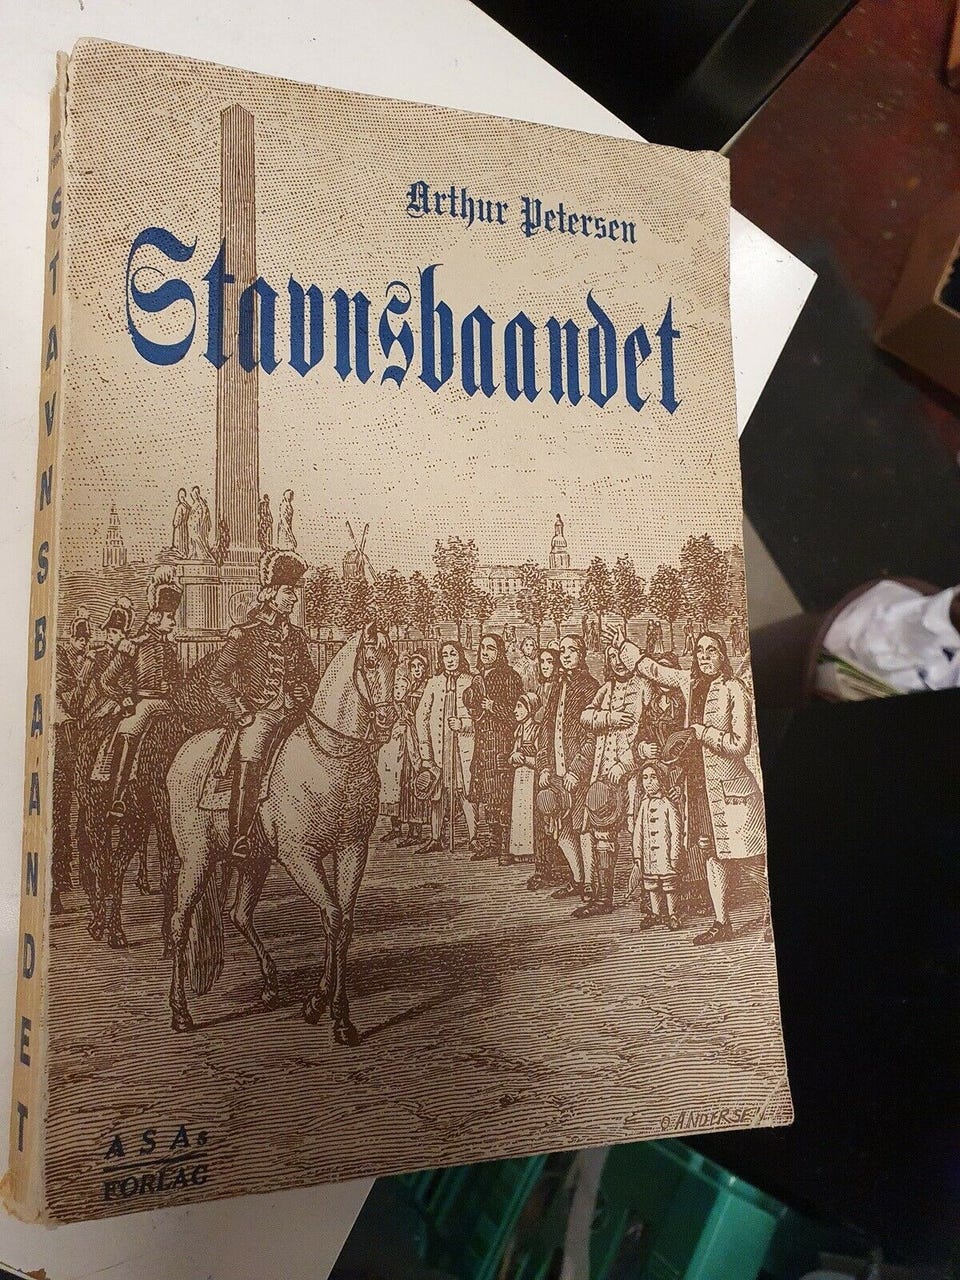 Arthur Petersen
Stavnsbaandet
STAVNSBAANDET
ASAs
FORLAG
O. ANDERSEN